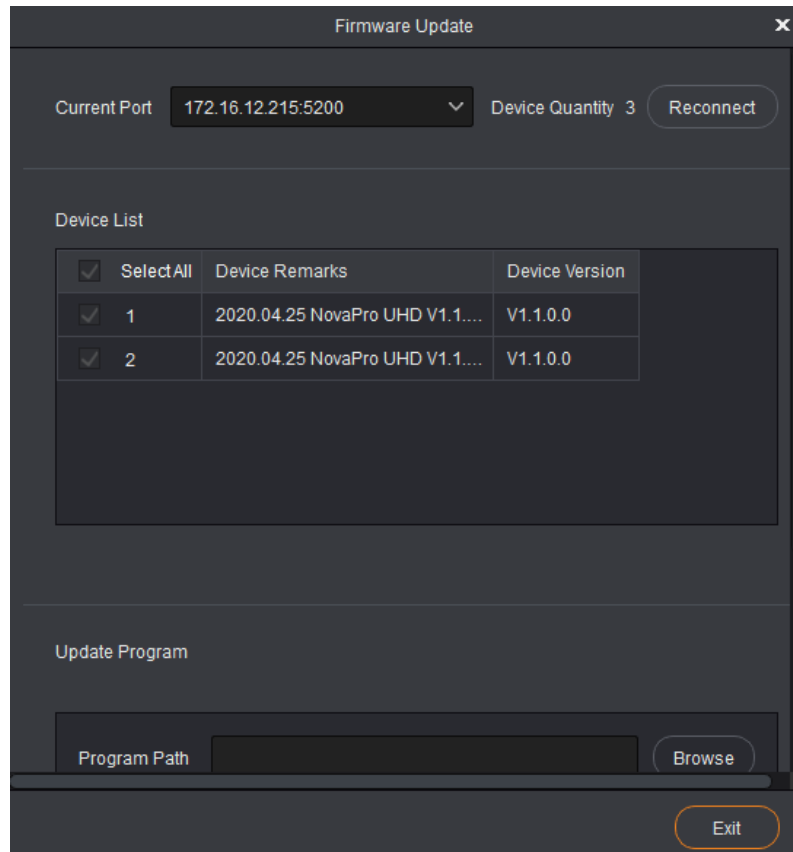 Firmware Update
Current Port 172.16.12.215:5200 Device Quantity 3 Reconnect
Device List
Select All Device Remarks Device Version
1 2020.04.25 NovaPro UHD V1.1.... V1.1.0.0
2 2020.04.25 NovaPro UHD V1.1.... V1.1.0.0
Update Program
Program Path Browse
Exit